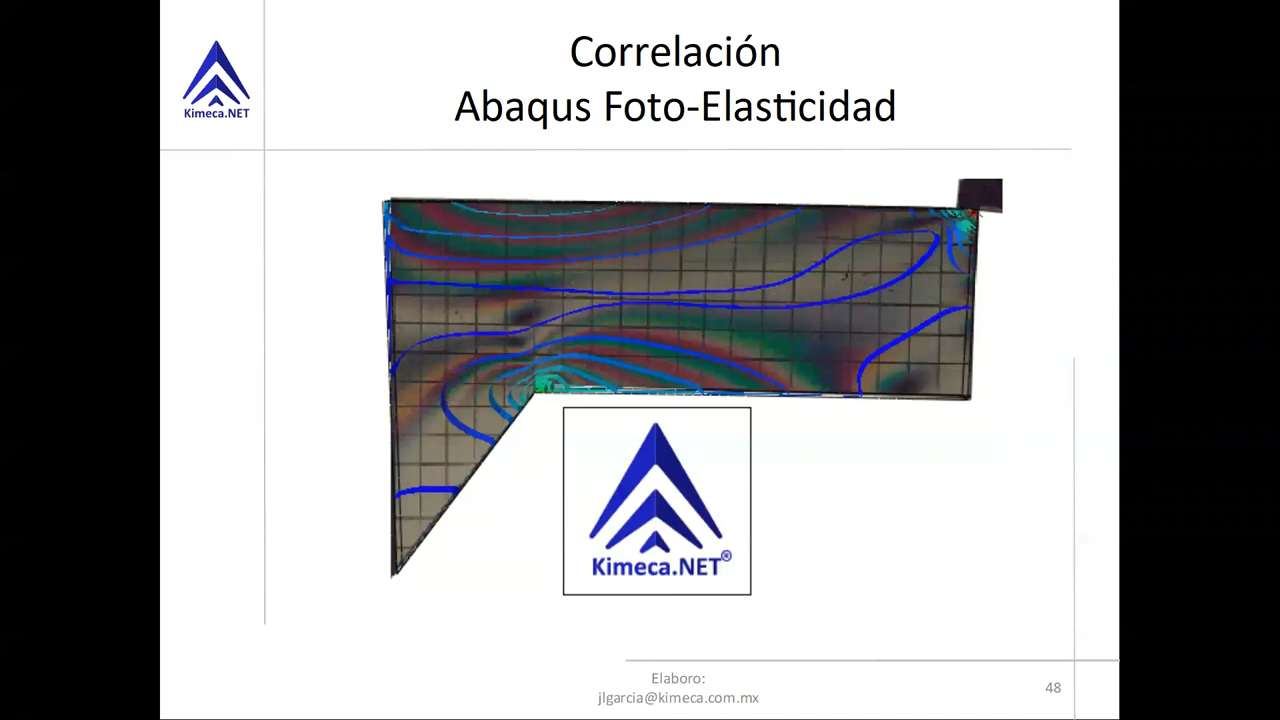 Kimeca.NET
Correlación
Abaqus Foto-Elasticidad
Kimeca.NET®
Elaboro:
jlgarcia@kimeca.com.mx
48